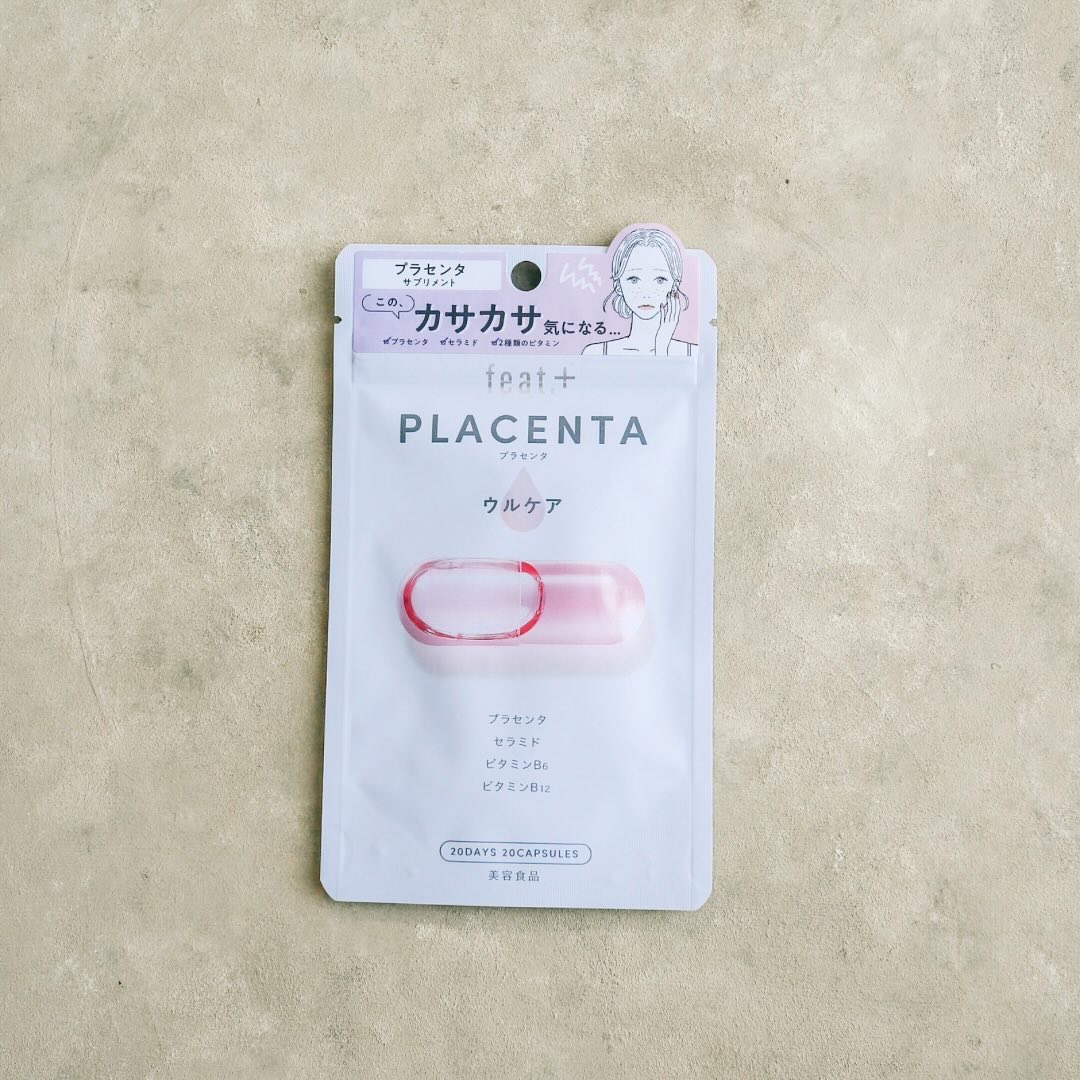 プラセンタ
サプリメント
この、
カサカサ気になる...
プラセンタ セラミド 2種類のビタミン
feat.+
PLACENTA
プラセンタ
ウルケア
プラセンタ
セラミド
ビタミンB6
ビタミンB12
20DAYS 20CAPSULES
美容食品